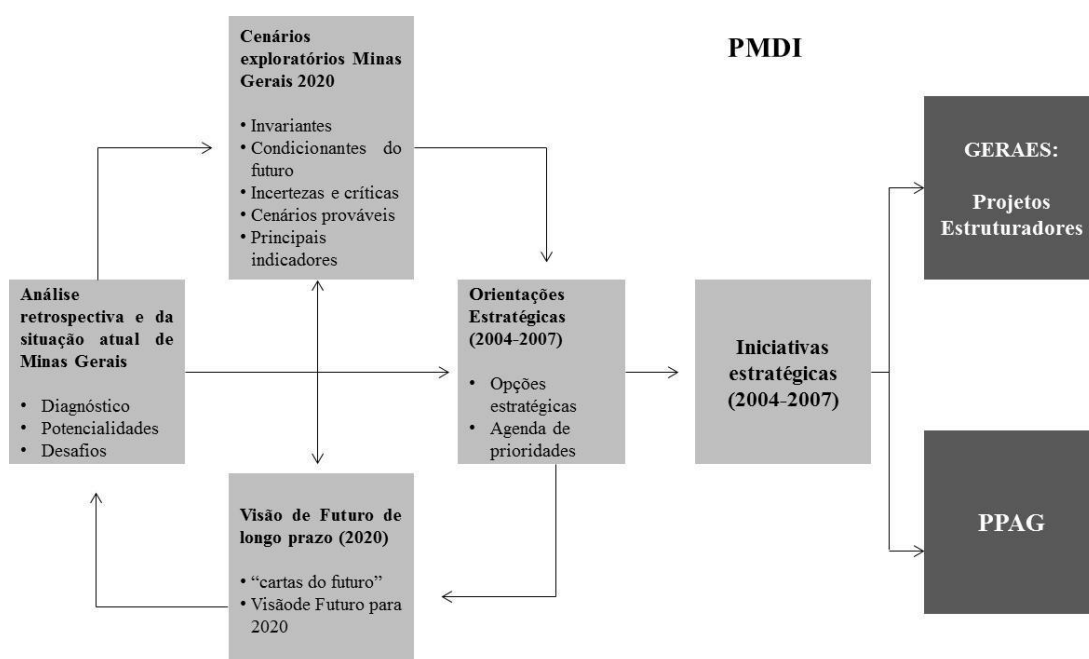 PMDI
Cenários
exploratórios Minas
Gerais 2020
• Invariantes
• Condicionantes do
futuro
• Incertezas e críticas
• Cenários prováveis
• Principais
indicadores
Análise
retrospectiva e da
situação atual de
Minas Gerais
• Diagnóstico
• Potencialidades
• Desafios
Visão de Futuro de
longo prazo (2020)
• “cartas do futuro”
• Visãode Futuro para
2020
Orientações
Estratégicas
(2004-2007)
• Opções
estratégicas
• Agenda de
prioridades
Iniciativas
estratégicas
(2004-2007)
GERAES:
Projetos
Estruturadores
PPAG